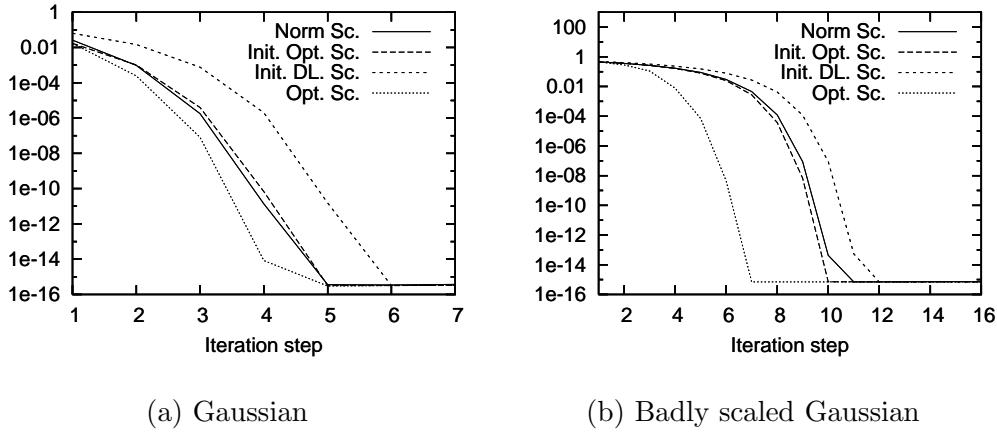 1
0.01
1e-04
1e-06
1e-08
1e-10
1e-12
1e-14
1e-16
1 2 3 4 5 6 7
Iteration step
Norm Sc.
Init. Opt. Sc.
Init. DL. Sc.
Opt. Sc.
(a) Gaussian
100
1
0.01
1e-04
1e-06
1e-08
1e-10
1e-12
1e-14
1e-16
2 4 6 8 10 12 14 16
Iteration step
Norm Sc.
Init. Opt. Sc.
Init. DL. Sc.
Opt. Sc.
(b) Badly scaled Gaussian